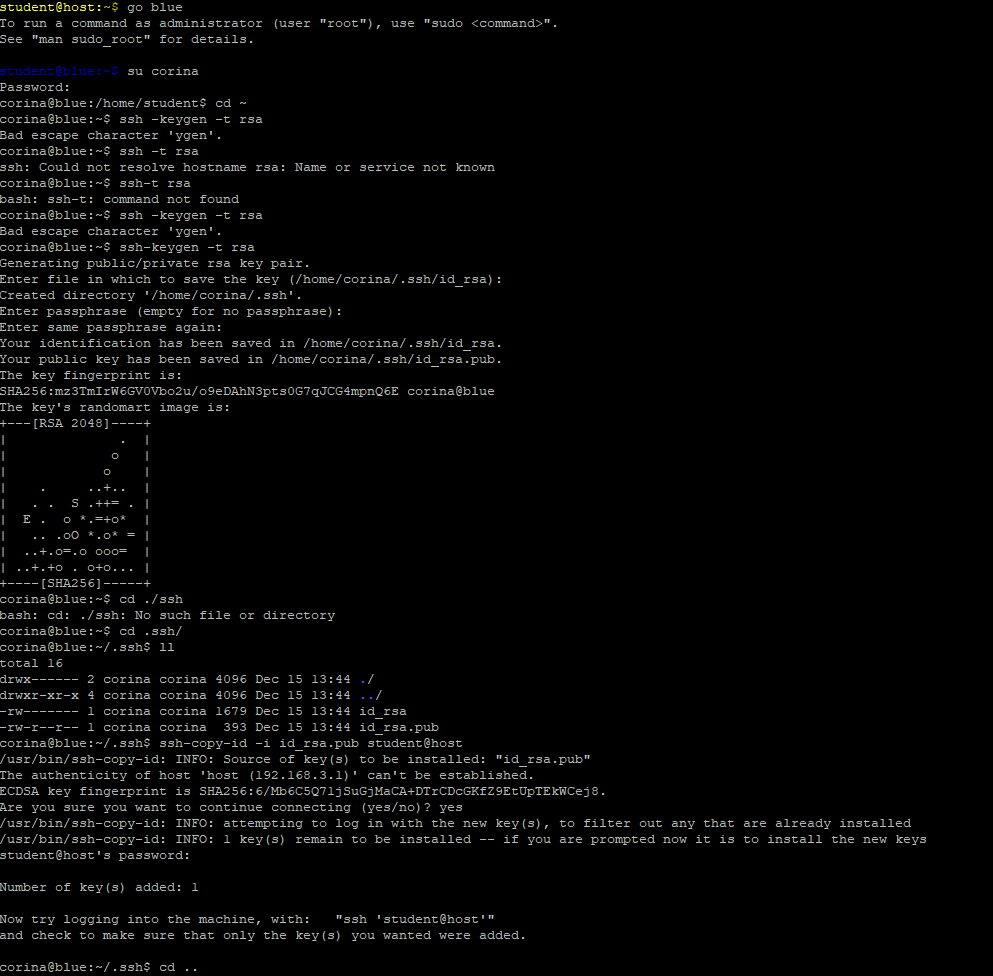 student@host:~$ go blue
To run a command as administrator (user "root"), use "sudo <command>".
See "man sudo_root" for details.
student@blue:~$ su corina
Password:
corina@blue:/home/student$ cd ~
corina@blue:~$ ssh -keygen -t rsa
Bad escape character 'ygen'.
corina@blue:~$ ssh -t rsa
ssh: Could not resolve hostname rsa: Name or service not known
corina@blue:~$ ssh-t rsa
bash: ssh-t: command not found
corina@blue:~$ ssh -keygen -t rsa
Bad escape character 'ygen'.
corina@blue:~$ ssh-keygen -t rsa
Generating public/private rsa key pair.
Enter file in which to save the key (/home/corina/.ssh/id_rsa):
Created directory '/home/corina/.ssh'.
Enter passphrase (empty for no passphrase):
Enter same passphrase again:
Your identification has been saved in /home/corina/.ssh/id_rsa.
Your public key has been saved in /home/corina/.ssh/id_rsa.pub.
The key fingerprint is:
SHA256:mz3TmIrW6GV0Vbo2u/o9eDAhN3pts0G7qJCG4mpnQ6E corina@blue
The key's randomart image is:
+---[RSA 2048]----+
|              .  |
|             o   |
|            o    |
|    .     ..+..  |
|   . .  S .++= . |
|  E .  o *.=+o*  |
|   .. .oO *.o* = |
|  ..+.o=.o ooo=  |
| ..+.+o . o+o... |
+----[SHA256]-----+
corina@blue:~$ cd ./ssh
bash: cd: ./ssh: No such file or directory
corina@blue:~$ cd .ssh/
corina@blue:~/.ssh$ ll
total 16
drwx------ 2 corina corina 4096 Dec 15 13:44 ./
drwxr-xr-x 4 corina corina 4096 Dec 15 13:44 ../
-rw------- 1 corina corina 1679 Dec 15 13:44 id_rsa
-rw-r--r-- 1 corina corina  393 Dec 15 13:44 id_rsa.pub
corina@blue:~/.ssh$ ssh-copy-id -i id_rsa.pub student@host
/usr/bin/ssh-copy-id: INFO: Source of key(s) to be installed: "id_rsa.pub"
The authenticity of host 'host (192.168.3.1)' can't be established.
ECDSA key fingerprint is SHA256:6/Mb6C5Q71jSuGjMaCA+DTrCDcGKfZ9EtUpTEkWCej8.
Are you sure you want to continue connecting (yes/no)? yes
/usr/bin/ssh-copy-id: INFO: attempting to log in with the new key(s), to filter out any that are already installed
/usr/bin/ssh-copy-id: INFO: 1 key(s) remain to be installed -- if you are prompted now it is to install the new keys
student@host's password:
Number of key(s) added: 1
Now try logging into the machine, with:   "ssh 'student@host'"
and check to make sure that only the key(s) you wanted were added.
corina@blue:~/.ssh$ cd ..